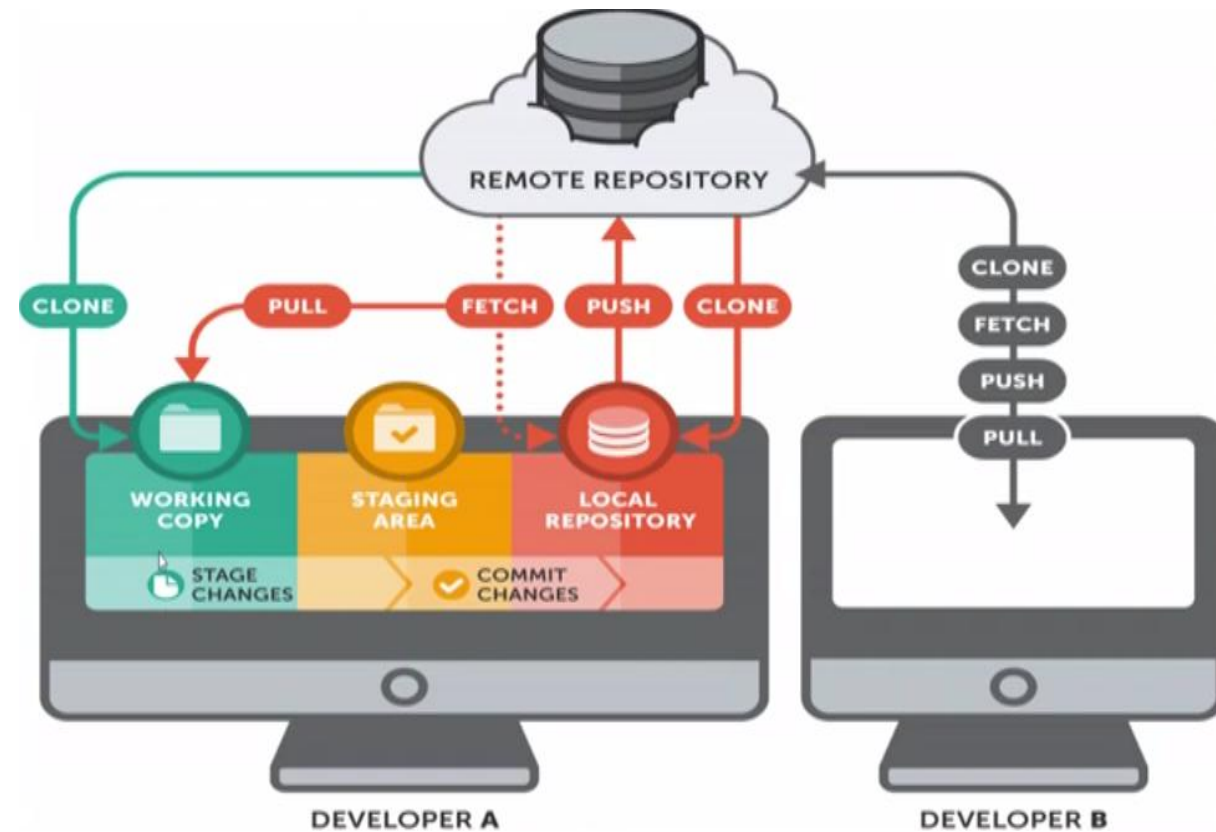 REMOTE REPOSITORY
CLONE
PULL
FETCH
PUSH
CLONE
CLONE
FETCH
PUSH
PULL
WORKING
COPY
STAGING
AREA
LOCAL
REPOSITORY
STAGE
CHANGES
COMMIT
CHANGES
DEVELOPER A
DEVELOPER B